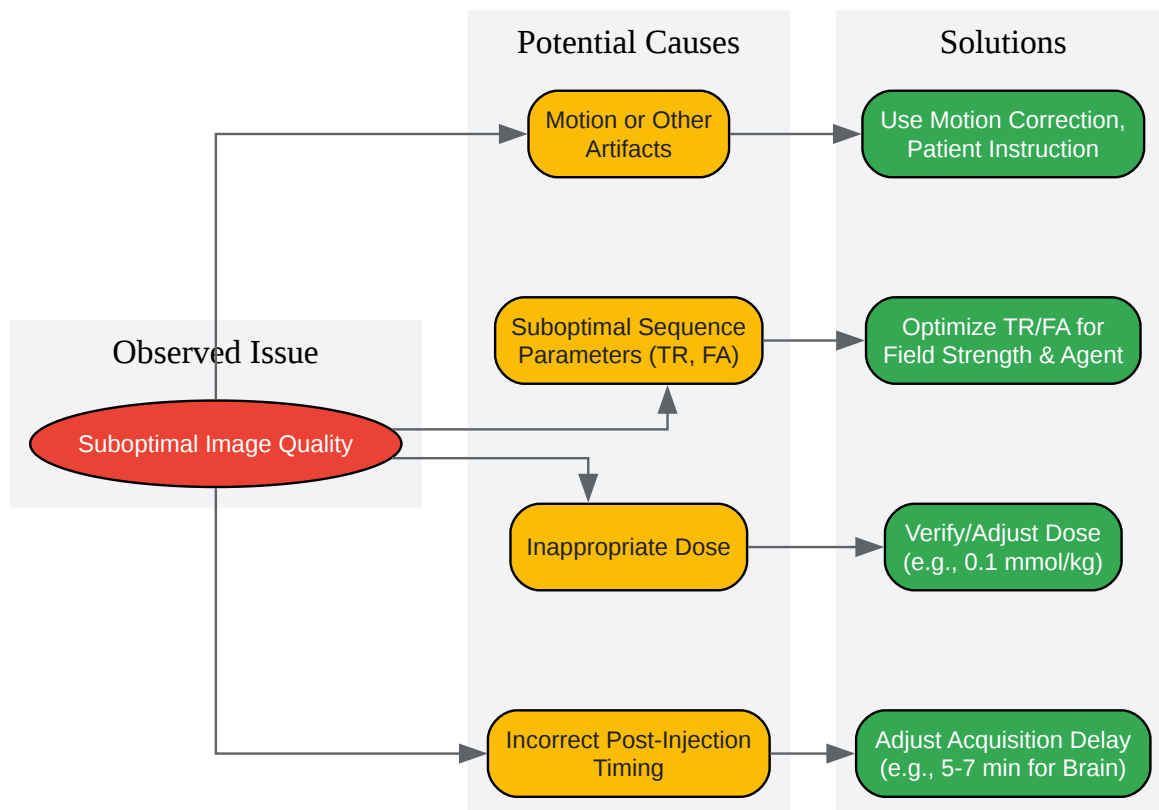 Potential Causes
Solutions
Motion or Other
Artifacts
Use Motion Correction,
Patient Instruction
Observed Issue
Suboptimal Sequence
Parameters (TR, FA)
Optimize TR/FA for
Field Strength & Agent
Suboptimal Image Quality
Inappropriate Dose
Verify/Adjust Dose
(e.g., 0.1 mmol/kg)
Incorrect Post-Injection
Timing
Adjust Acquisition Delay
(e.g., 5-7 min for Brain)